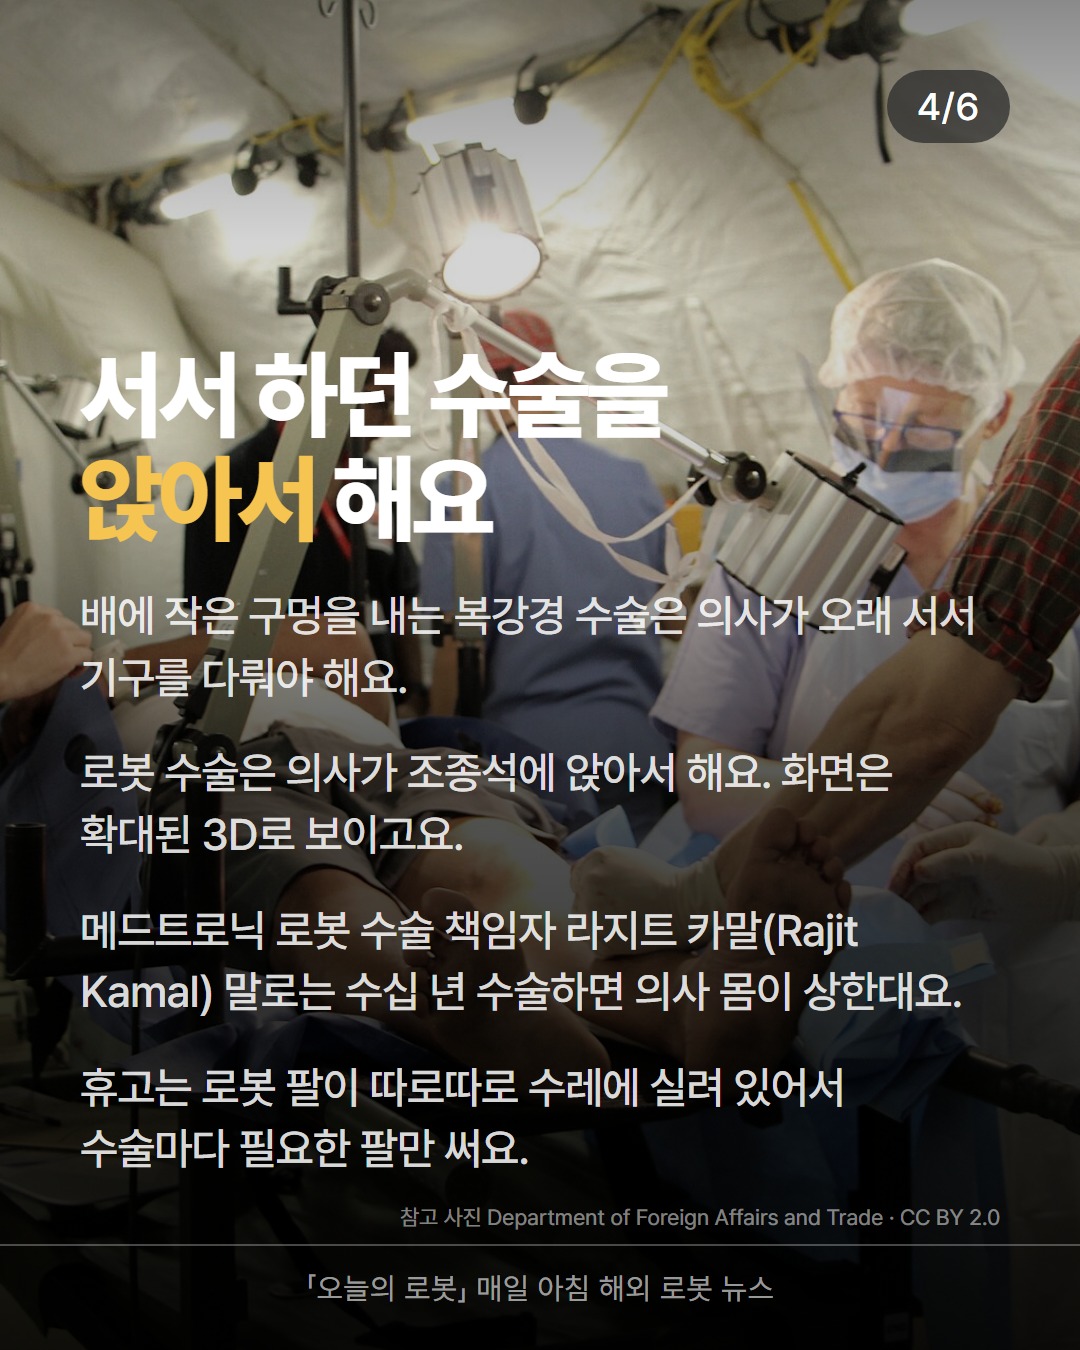 4/6
서서 하던 수술을
앉아서 해요
배에 작은 구멍을 내는 복강경 수술은 의사가 오래 서서
기구를 다뤄야 해요.
로봇 수술은 의사가 조종석에 앉아서 해요. 화면은
확대된 3D로 보이고요.
메드트로닉 로봇 수술 책임자 라지트 카말(Rajit
Kamal) 말로는 수십 년 수술하면 의사 몸이 상한대요.
휴고는 로봇 팔이 따로따로 수레에 실려 있어서
수술마다 필요한 팔만 써요.
참고 사진 Department of Foreign Affairs and Trade · CC BY 2.0
「오늘의 로봇」 매일 아침 해외 로봇 뉴스